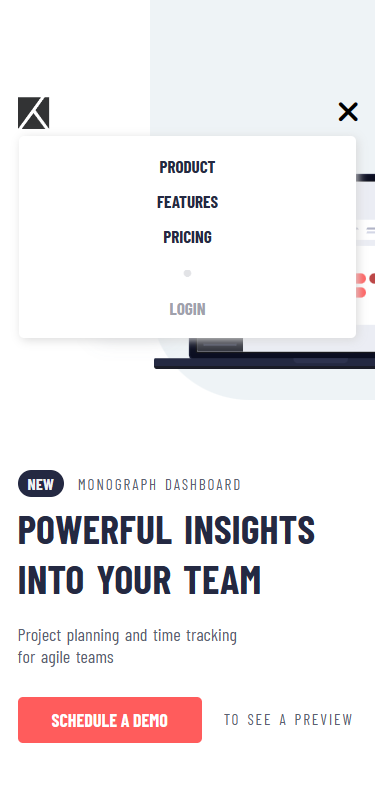 PRODUCT
FEATURES
PRICING
LOGIN
NEW MONOGRAPH DASHBOARD
POWERFUL INSIGHTS
INTO YOUR TEAM
Project planning and time tracking
for agile teams
SCHEDULE A DEMO TO SEE A PREVIEW